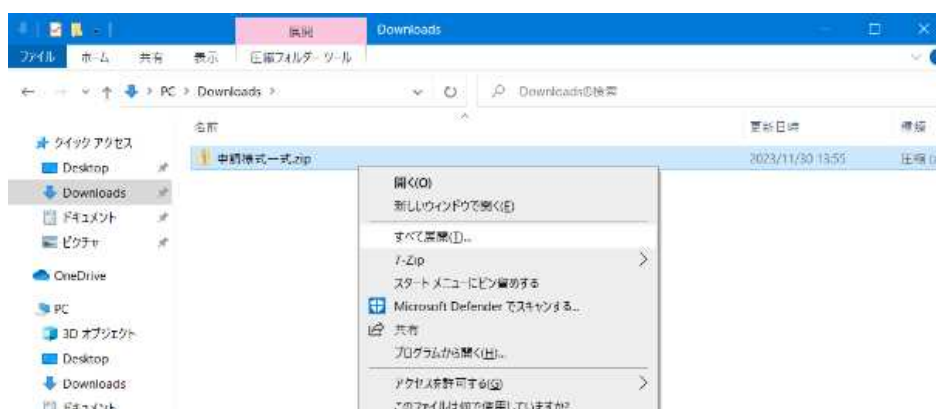 展開
Downloads
ファイル ホーム 共有 表示 圧縮フォルダー ツール
PC > Downloads >
Downloadsの検索
名前 更新日時 種類
クイック アクセス
申請様式一式.zip 2023/11/30 13:55 圧縮
Desktop
開く(O)
Downloads
新しいウィンドウで開く(E)
ドキュメント
すべて展開(T)...
ピクチャ
7-Zip
スタート メニューにピン留めする
OneDrive
Microsoft Defender でスキャンする...
PC
共有
3D オブジェクト
プログラムから開く(H)...
Desktop
アクセスを許可する(G)
Downloads
ドキュメント